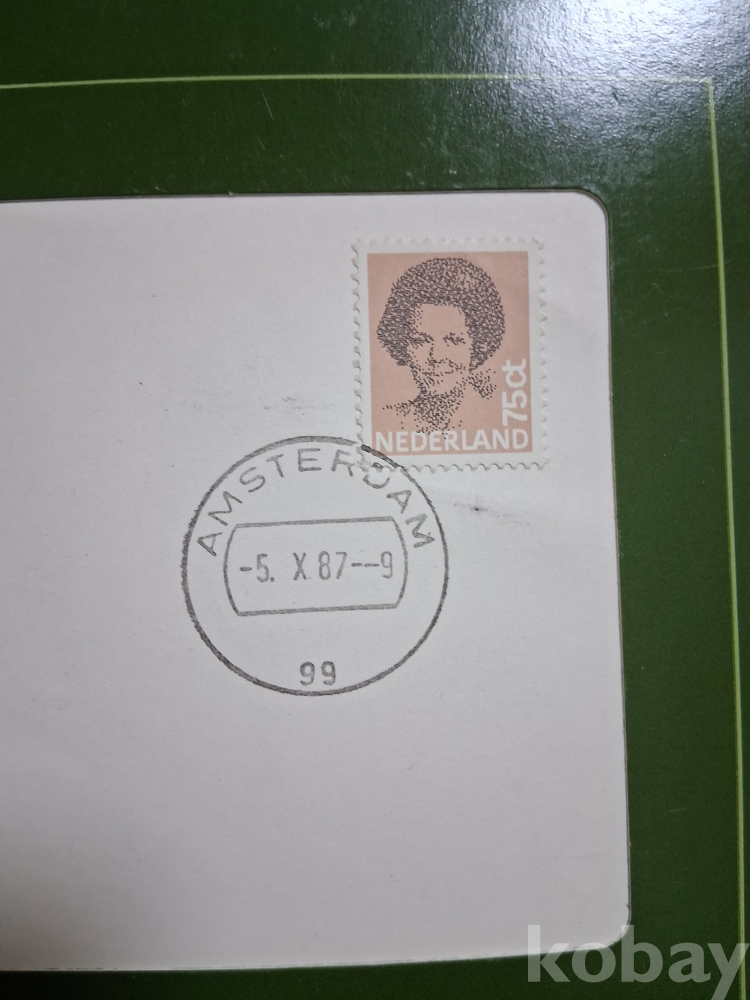 75ct
NEDERLAND
AMSTERDAM
-5. X 87--9
99
kobay